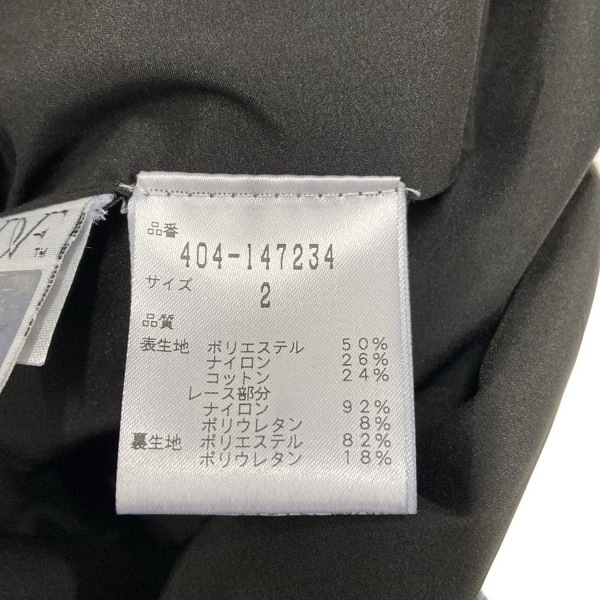 品番
404-147234
サイズ
2
品質
表生地 ポリエステル 50%
ナイロン 26%
コットン 24%
レース部分
ナイロン 92%
ポリウレタン 8%
裏生地 ポリエステル 82%
ポリウレタン 18%